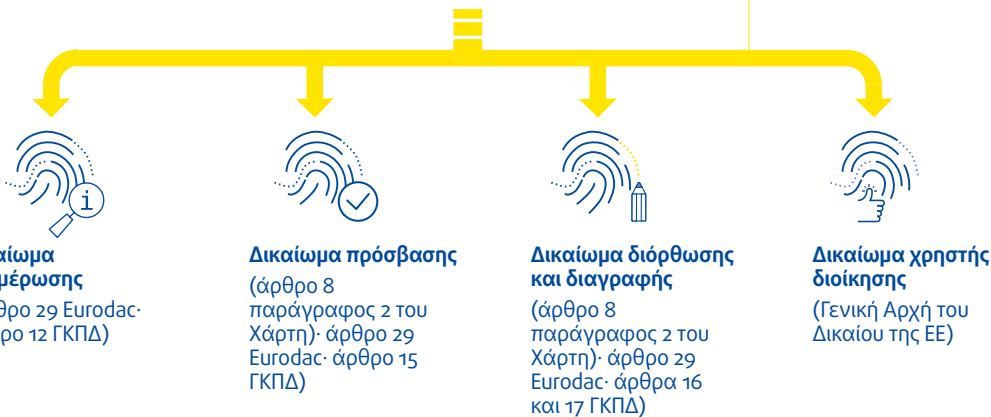 αίωμα
μέρωσης
θρο 29 Eurodac·
ρο 12 ΓΚΠΔ)
Δικαίωμα πρόσβασης
(άρθρο 8
παράγραφος 2 του
Χάρτη)· άρθρο 29
Eurodac· άρθρο 15
ΓΚΠΔ)
Δικαίωμα διόρθωσης
και διαγραφής
(άρθρο 8
παράγραφος 2 του
Χάρτη)· άρθρο 29
Eurodac· άρθρα 16
και 17 ΓΚΠΔ)
Δικαίωμα χρηστής
διοίκησης
(Γενική Αρχή του
Δικαίου της ΕΕ)